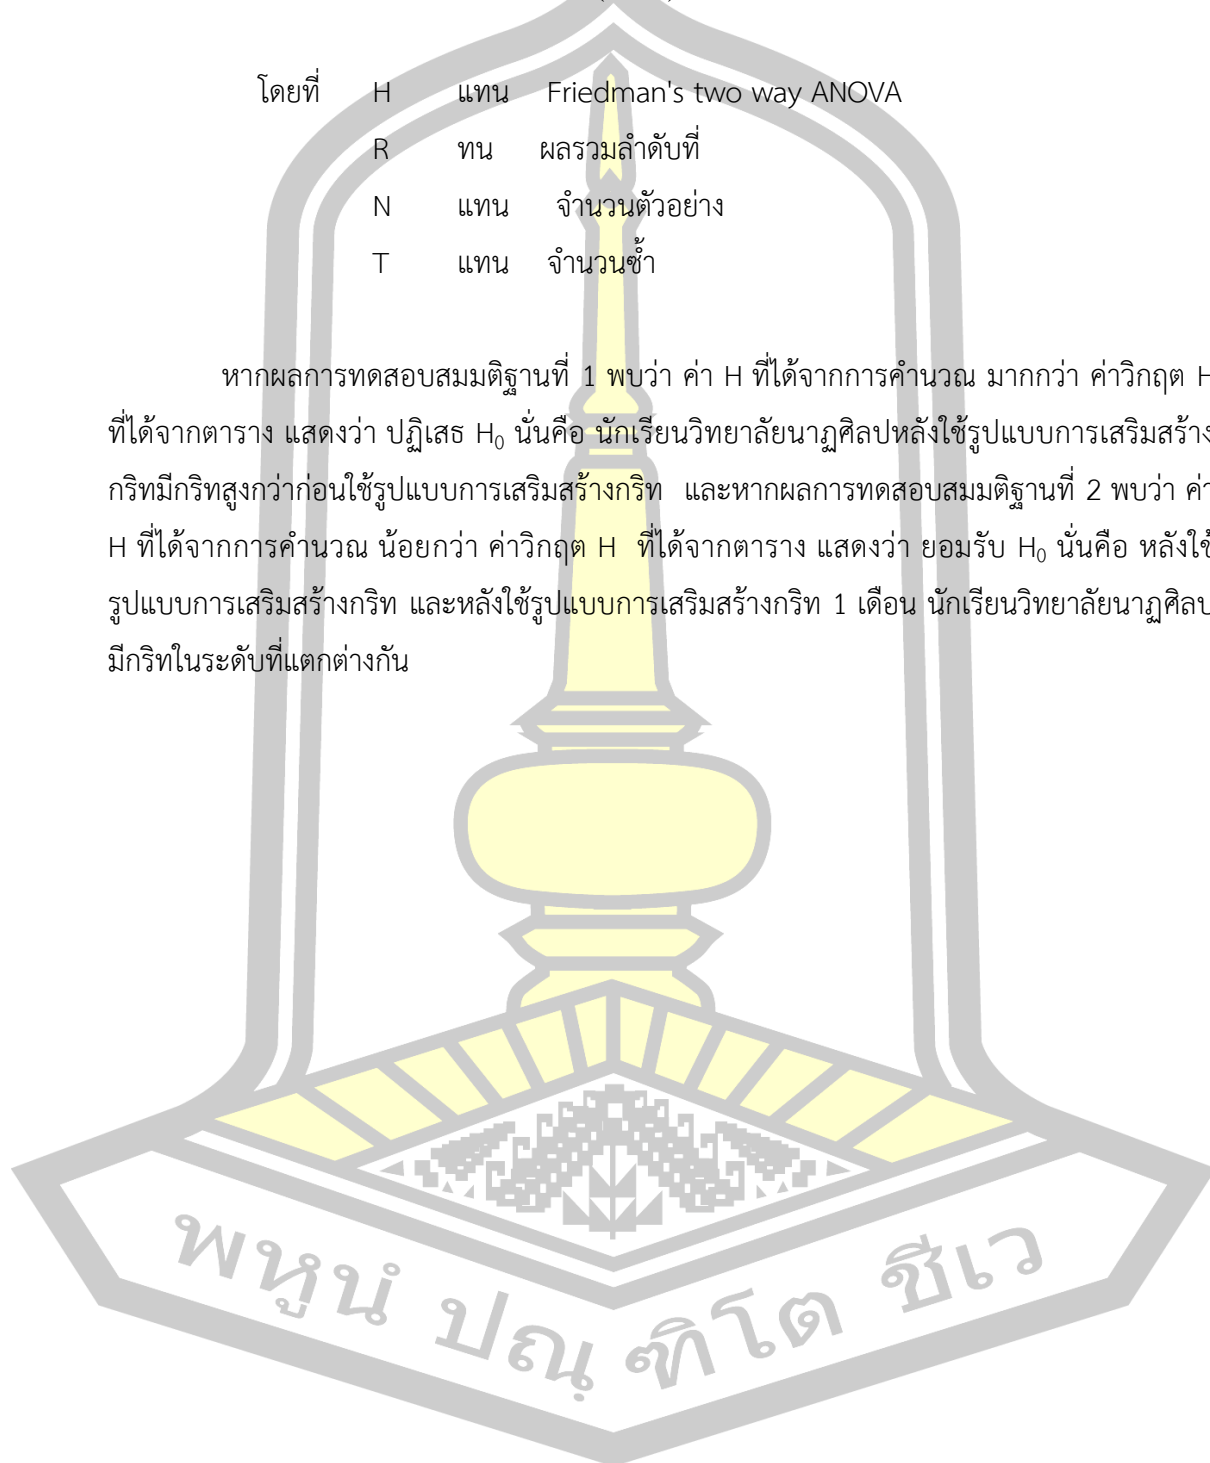 โดยที่ H แทน Friedman's two way ANOVA
R ทน ผลรวมลำดับที่
N แทน จำนวนตัวอย่าง
T แทน จำนวนซ้ำ
หากผลการทดสอบสมมติฐานที่ 1 พบว่า ค่า H ที่ได้จากการคำนวณ มากกว่า ค่าวิกฤต H
ที่ได้จากตาราง แสดงว่า ปฏิเสธ H₀ นั่นคือ นักเรียนวิทยาลัยนาฏศิลปหลังใช้รูปแบบการเสริมสร้าง
กริทมีกริทสูงกว่าก่อนใช้รูปแบบการเสริมสร้างกริท และหากผลการทดสอบสมมติฐานที่ 2 พบว่า ค่า
H ที่ได้จากการคำนวณ น้อยกว่า ค่าวิกฤต H ที่ได้จากตาราง แสดงว่า ยอมรับ H₀ นั่นคือ หลังใช้
รูปแบบการเสริมสร้างกริท และหลังใช้รูปแบบการเสริมสร้างกริท 1 เดือน นักเรียนวิทยาลัยนาฏศิลป
มีกริทในระดับที่แตกต่างกัน
พหูนํ ปณฺฑิโต ชีเว